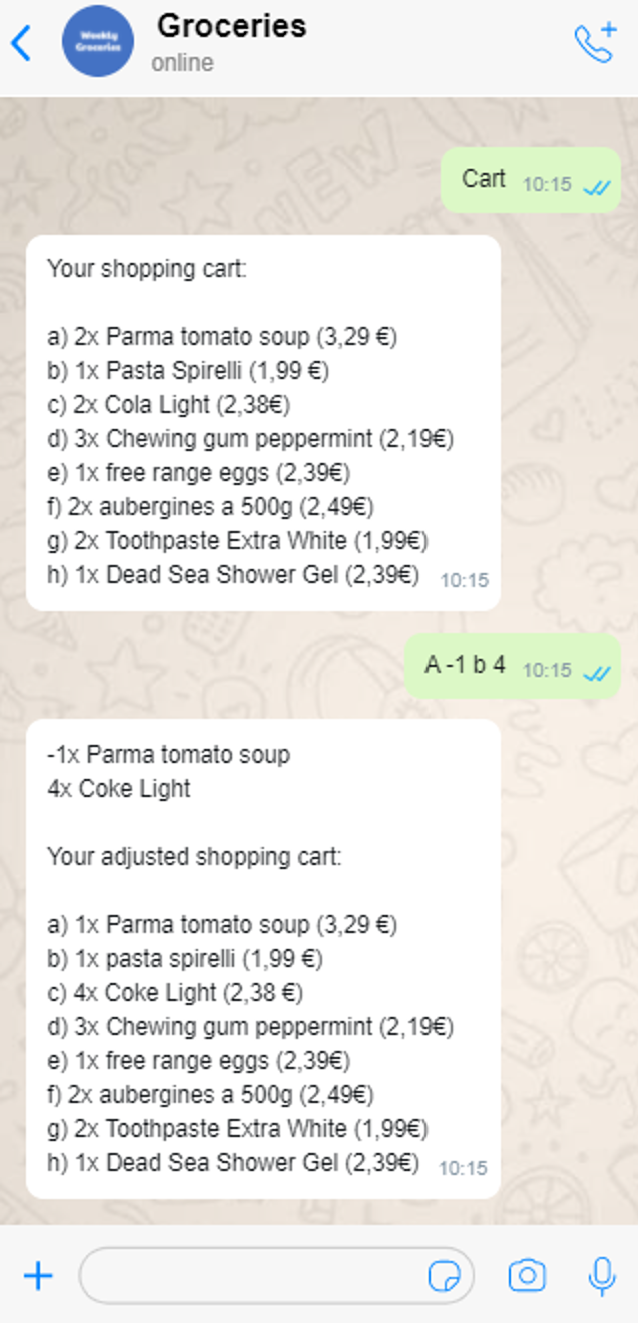 Weekly
Groceries
Groceries
online
NEW
Cart 10:15
Your shopping cart:
a) 2x Parma tomato soup (3,29 €)
b) 1x Pasta Spirelli (1,99 €)
c) 2x Cola Light (2,38€)
d) 3x Chewing gum peppermint (2,19€)
e) 1x free range eggs (2,39€)
f) 2x aubergines a 500g (2,49€)
g) 2x Toothpaste Extra White (1,99€)
h) 1x Dead Sea Shower Gel (2,39€) 10:15
A -1 b 4 10:15
-1x Parma tomato soup
4x Coke Light
Your adjusted shopping cart:
a) 1x Parma tomato soup (3,29 €)
b) 1x pasta spirelli (1,99 €)
c) 4x Coke Light (2,38 €)
d) 3x Chewing gum peppermint (2,19€)
e) 1x free range eggs (2,39€)
f) 2x aubergines a 500g (2,49€)
g) 2x Toothpaste Extra White (1,99€)
h) 1x Dead Sea Shower Gel (2,39€) 10:15